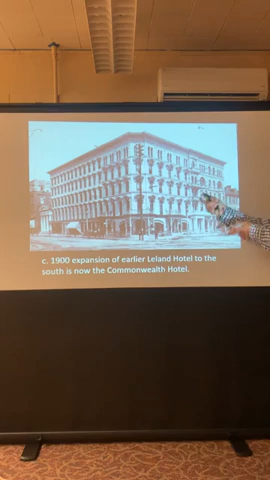 c. 1900 expansion of earlier Leland Hotel to the
south is now the Commonwealth Hotel.